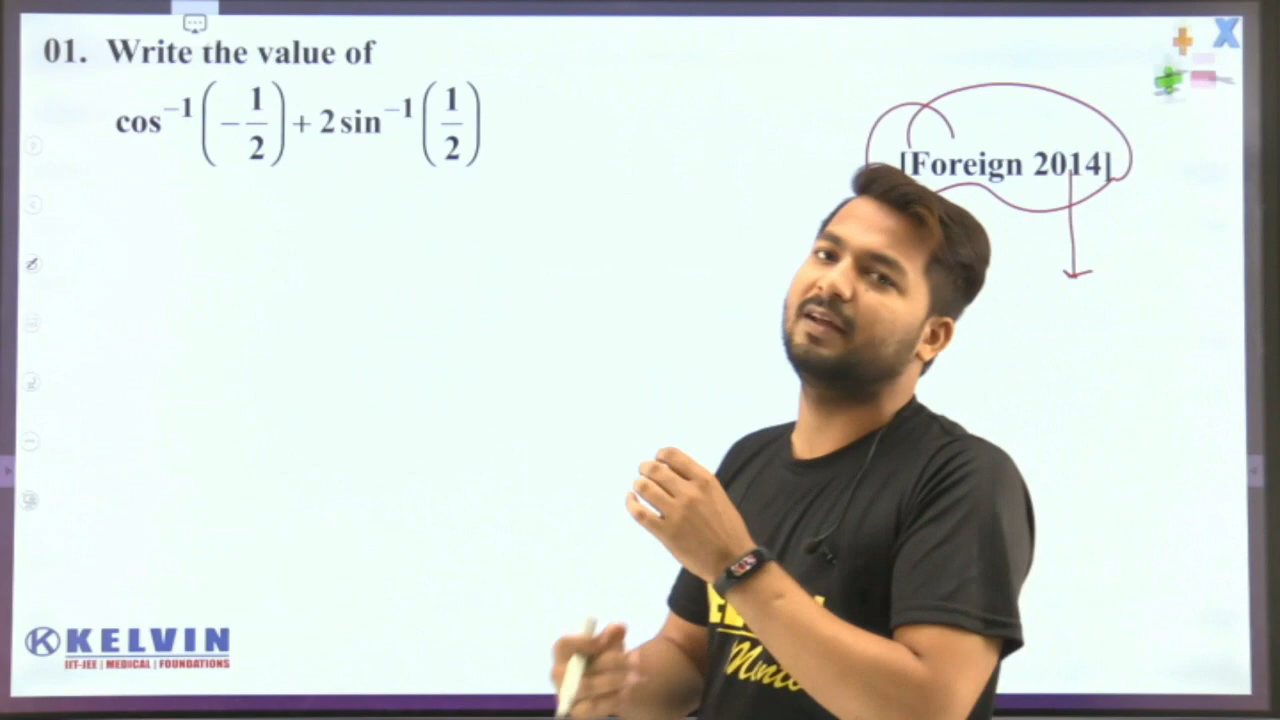 01. Write the value of
cos⁻¹(-1/2) + 2 sin⁻¹(1/2)
[Foreign 2014]
KELVIN
IIT-JEE | MEDICAL | FOUNDATIONS